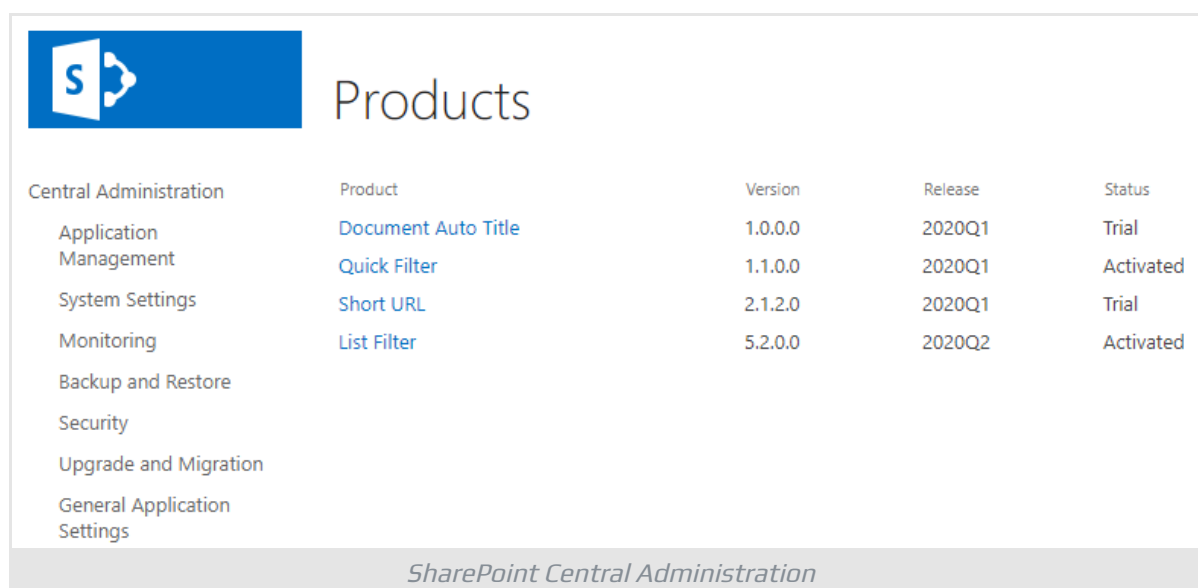 S
Products
Central Administration
Application
Management
System Settings
Monitoring
Backup and Restore
Security
Upgrade and Migration
General Application
Settings
Product Version Release Status
Document Auto Title 1.0.0.0 2020Q1 Trial
Quick Filter 1.1.0.0 2020Q1 Activated
Short URL 2.1.2.0 2020Q1 Trial
List Filter 5.2.0.0 2020Q2 Activated
SharePoint Central Administration